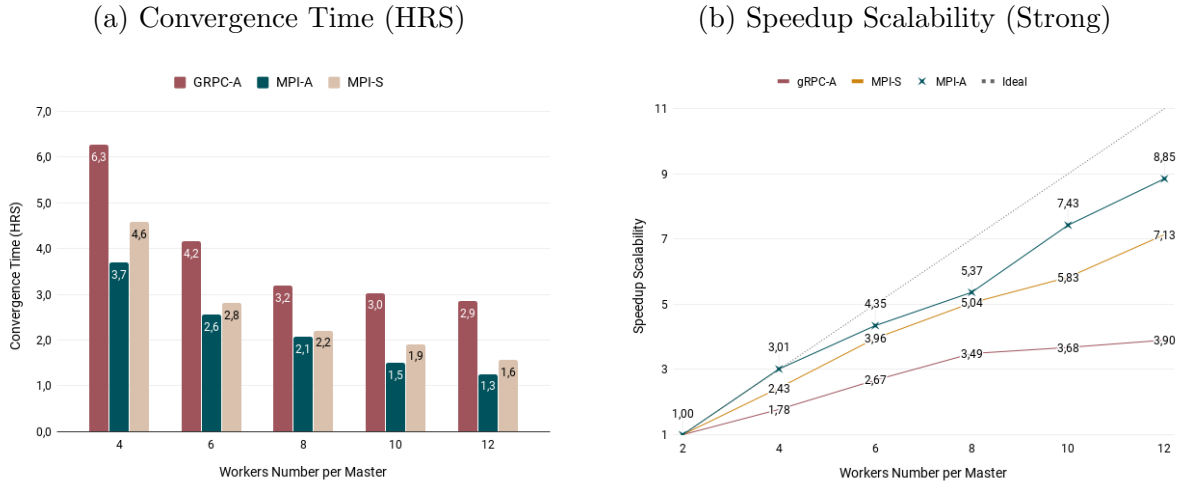 (a) Convergence Time (HRS)
GRPC-A MPI-A MPI-S
Convergence Time (HRS)
7,0
6,0
5,0
4,0
3,0
2,0
1,0
0,0
6,3 3,7 4,6
4,2 2,6 2,8
3,2 2,1 2,2
3,0 1,5 1,9
2,9 1,3 1,6
4 6 8 10 12
Workers Number per Master
(b) Speedup Scalability (Strong)
gRPC-A MPI-S MPI-A Ideal
Speedup Scalability
11
9
7
5
3
1
1,00
3,01 2,43 1,78
4,35 3,96 2,67
5,37 5,04 3,49
7,43 5,83 3,68
8,85 7,13 3,90
2 4 6 8 10 12
Workers Number per Master